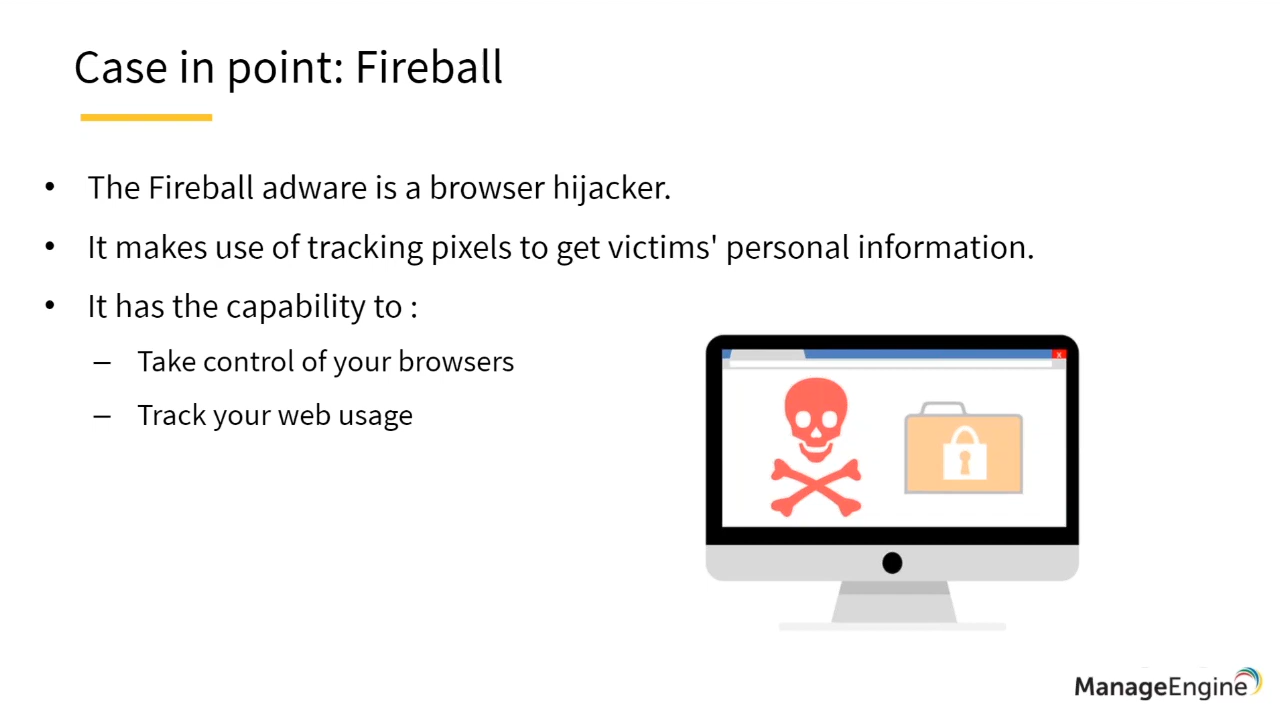 Case in point: Fireball
• The Fireball adware is a browser hijacker.
• It makes use of tracking pixels to get victims' personal information.
• It has the capability to :
– Take control of your browsers
– Track your web usage
x
ManageEngine